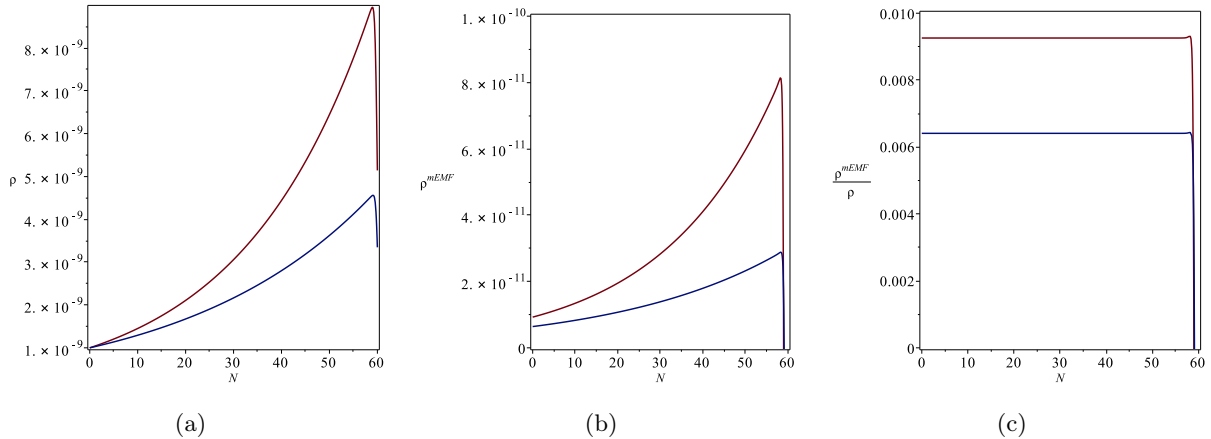 8. × 10⁻⁹
7. × 10⁻⁹
6. × 10⁻⁹
ρ 5. × 10⁻⁹
4. × 10⁻⁹
3. × 10⁻⁹
2. × 10⁻⁹
1. × 10⁻⁹
0 10 20 30 40 50 60
N
(a)
1. × 10⁻¹⁰
8. × 10⁻¹¹
6. × 10⁻¹¹
ρᵐᴱᴹᶠ
4. × 10⁻¹¹
2. × 10⁻¹¹
0
0 10 20 30 40 50 60
N
(b)
0.010
0.008
0.006
ρᵐᴱᴹᶠ
ρ
0.004
0.002
0
0 10 20 30 40 50 60
N
(c)